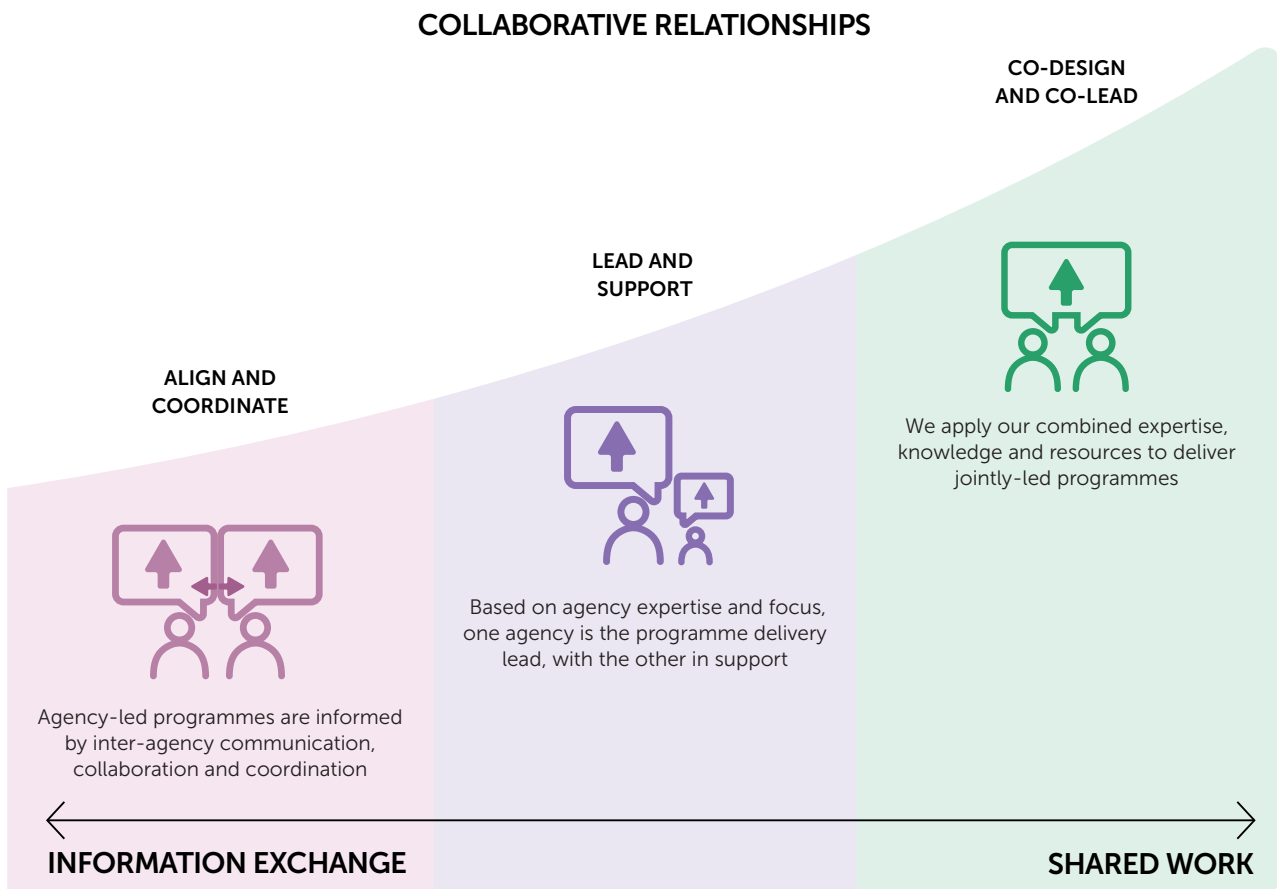 COLLABORATIVE RELATIONSHIPS
ALIGN AND
COORDINATE
Agency-led programmes are informed
by inter-agency communication,
collaboration and coordination
LEAD AND
SUPPORT
Based on agency expertise and focus,
one agency is the programme delivery
lead, with the other in support
CO-DESIGN
AND CO-LEAD
We apply our combined expertise,
knowledge and resources to deliver
jointly-led programmes
INFORMATION EXCHANGE
SHARED WORK